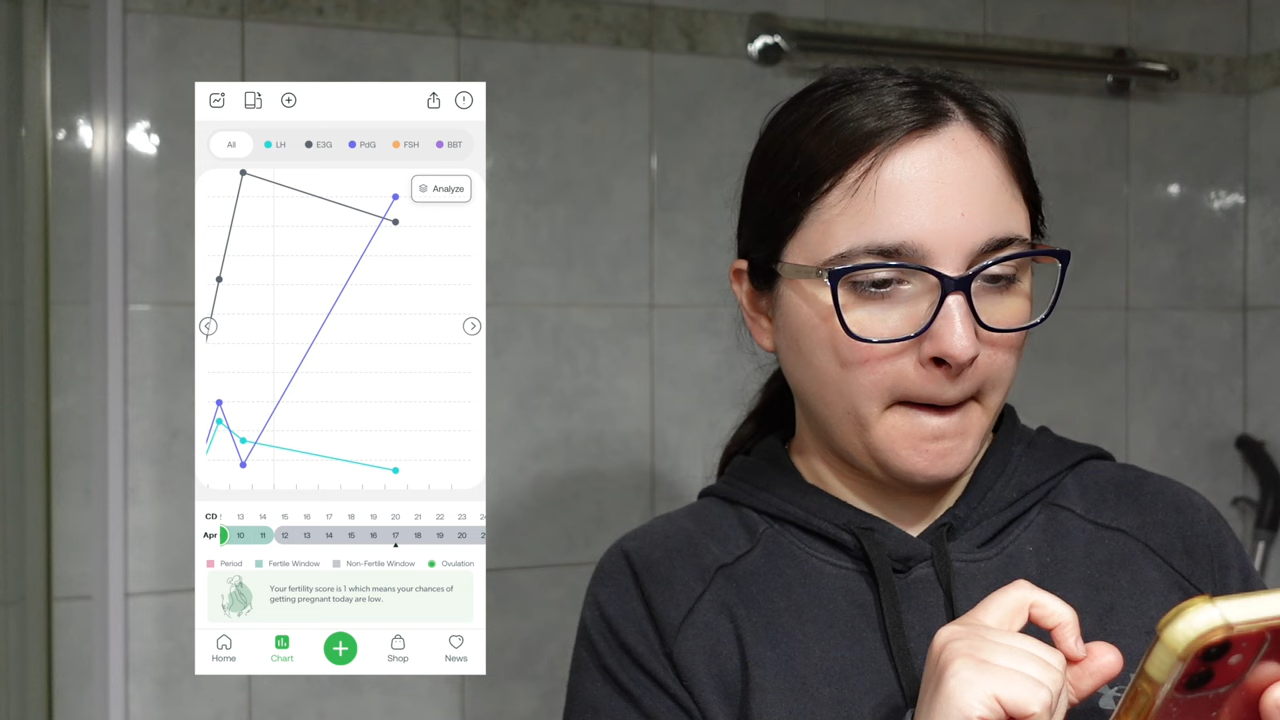 All LH E3G PdG FSH BBT
Analyze
CD 13 14 15 16 17 18 19 20 21 22 23
Apr 10 11 12 13 14 15 16 17 18 19 20
Period Fertile Window Non-Fertile Window Ovulation
Your fertility score is 1 which means your chances of
getting pregnant today are low.
Home Chart Shop News